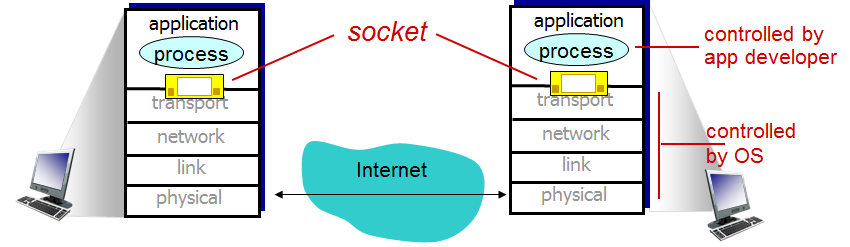 application
process
transport
network
link
physical
socket
Internet
application
process
transport
network
link
physical
controlled by
app developer
controlled
by OS